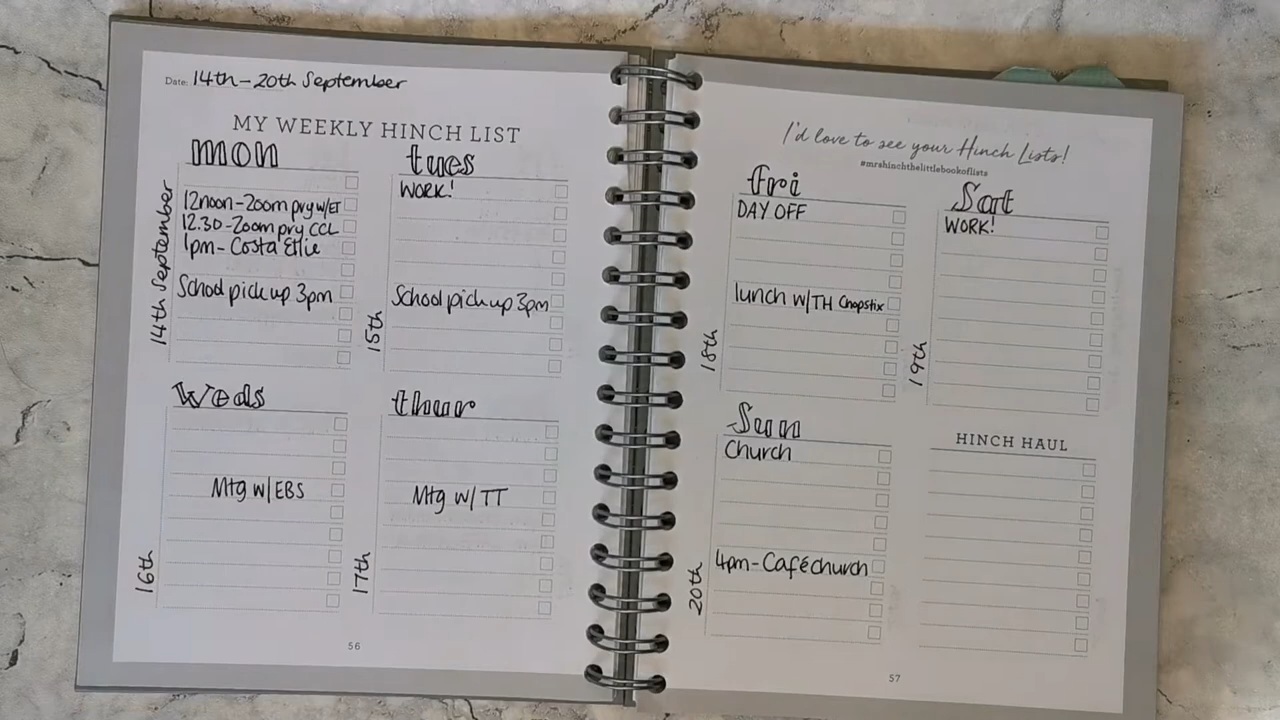 Date: 14th-20th September
MY WEEKLY HINCH LIST
mon
14th September
12noon-Zoom pry w/ET
12.30-Zoom pry CCL
1pm- Costa Ellie
School pick up 3pm
tues
15th
WORK!
School pick up 3pm
Weds
16th
Mtg w/EBS
thur
17th
Mtg w/ TT
56
I'd love to see your Hinch Lists!
#mrshinchthelittlebookoflists
fri
18th
DAY OFF
lunch w/TH Chopstix
Sat
19th
WORK!
Sun
20th
Church
4pm-Café church
HINCH HAUL
57